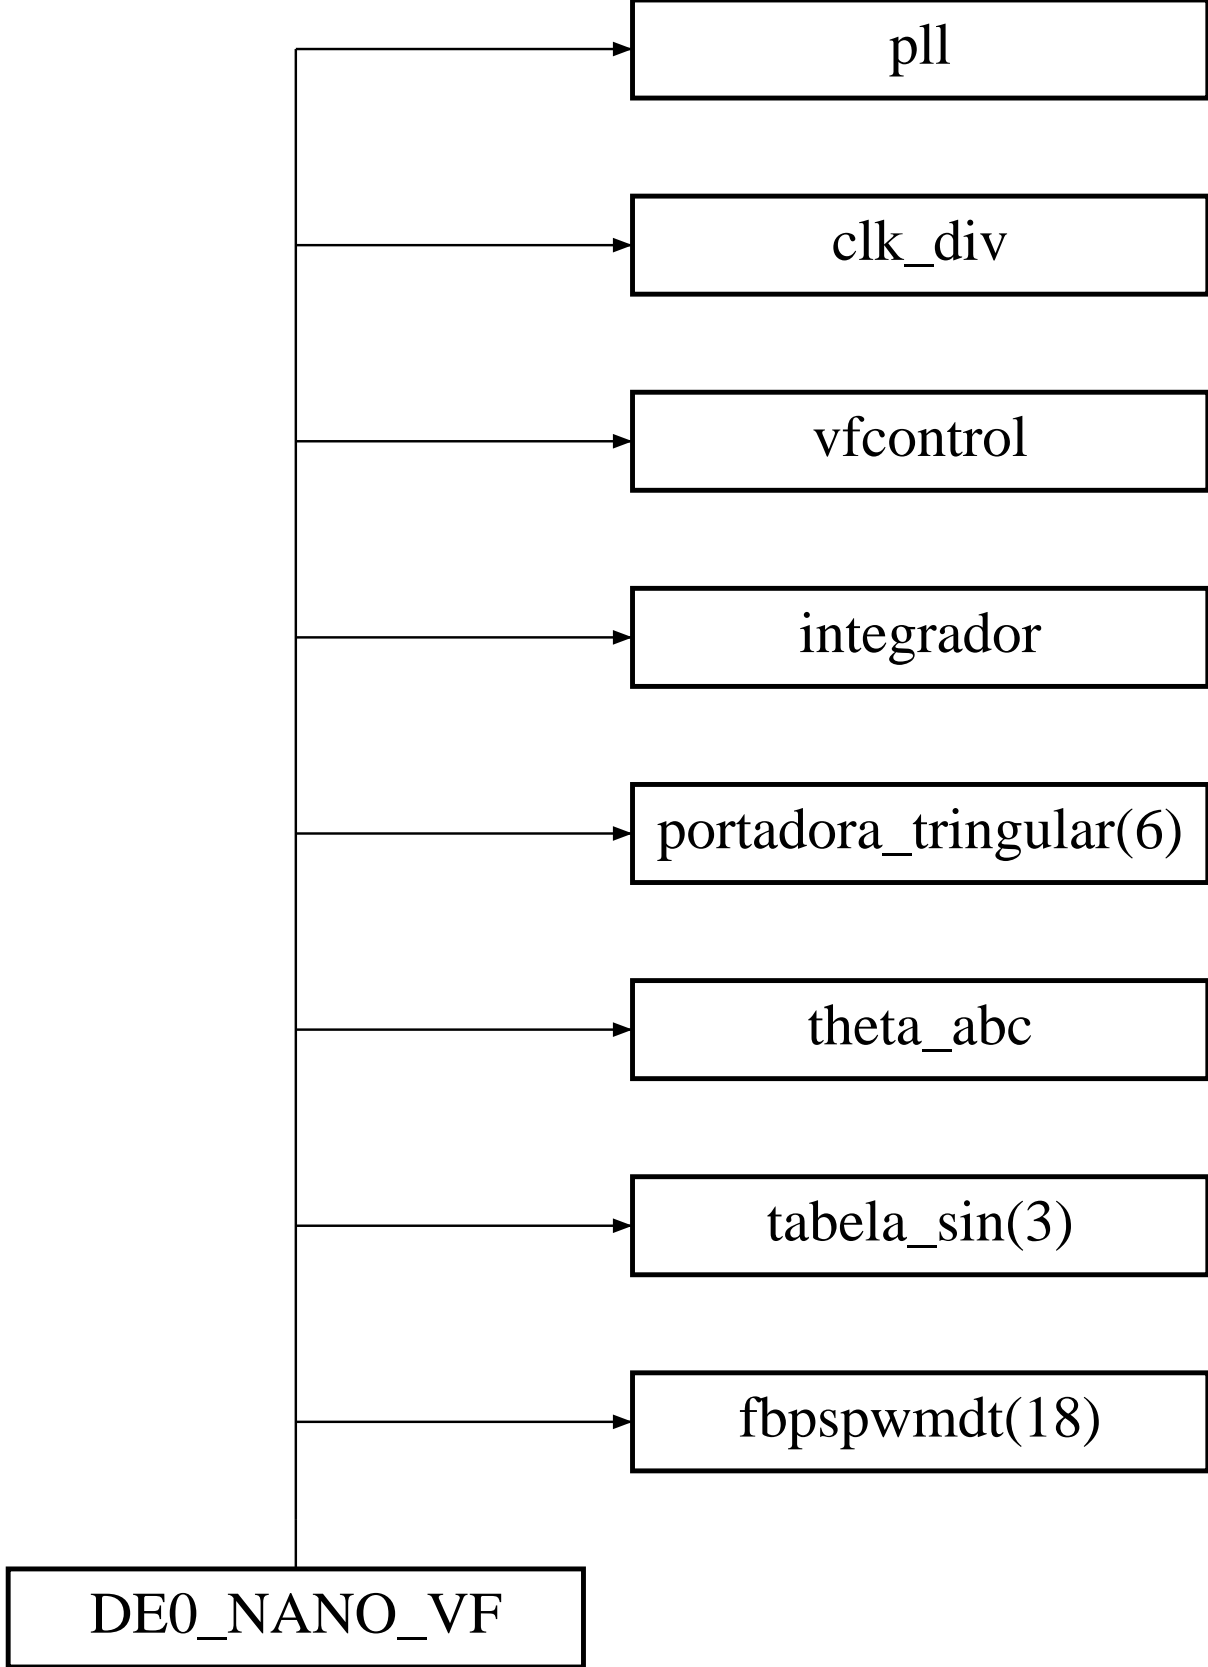 pll
clk_div
vfcontrol
integrador
portadora_tringular(6)
theta_abc
tabela_sin(3)
fbpspwmdt(18)
DE0_NANO_VF